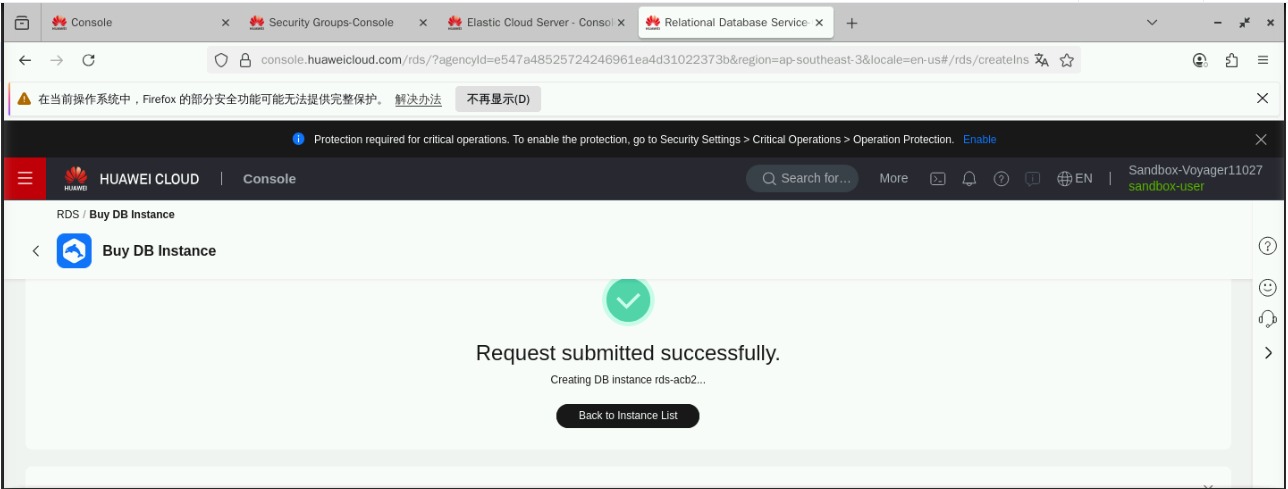 Console
Security Groups-Console
Elastic Cloud Server - Consol
Relational Database Service-
console.huaweicloud.com/rds/?agencyId=e547a48525724246961ea4d31022373b&region=ap-southeast-3&locale=en-us#/rds/createIns
在当前操作系统中，Firefox 的部分安全功能可能无法提供完整保护。 解决办法 不再显示(D)
Protection required for critical operations. To enable the protection, go to Security Settings > Critical Operations > Operation Protection. Enable
HUAWEI
HUAWEI CLOUD | Console
Search for...
More
EN
Sandbox-Voyager11027
sandbox-user
RDS / Buy DB Instance
Buy DB Instance
Request submitted successfully.
Creating DB instance rds-acb2...
Back to Instance List